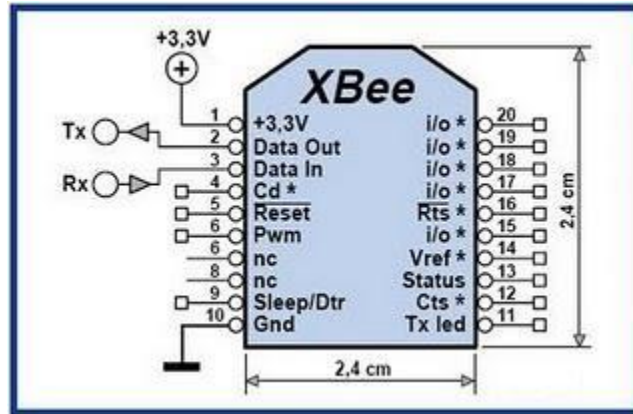 +3,3V
XBee
1 +3,3V i/o * 20
Tx 2 Data Out i/o * 19
Rx 3 Data In i/o * 18
4 Cd * i/o * 17
5 Reset Rts * 16
6 Pwm i/o * 15
6 nc Vref * 14
8 nc Status 13
9 Sleep/Dtr Cts * 12
10 Gnd Tx led 11
2,4 cm
2,4 cm